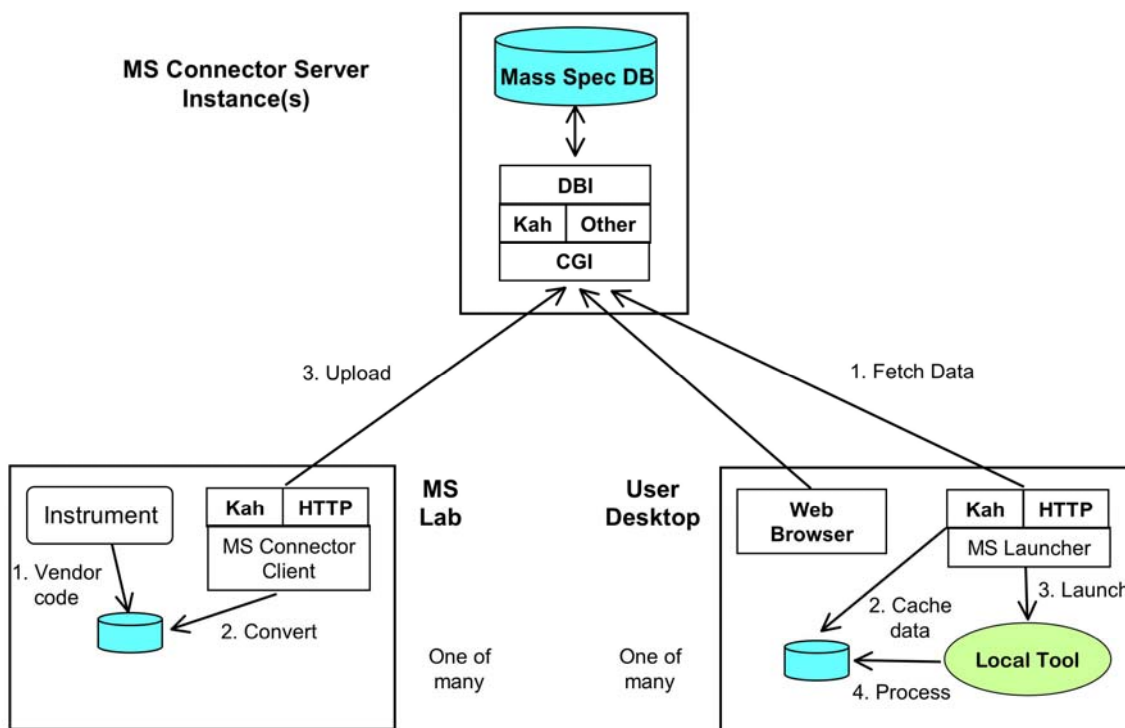 MS Connector Server
Instance(s)
Mass Spec DB
DBI
Kah
Other
CGI
3. Upload
1. Fetch Data
Instrument
Kah
HTTP
MS Connector
Client
1. Vendor
code
2. Convert
MS
Lab
One of
many
User
Desktop
One of
many
Web
Browser
Kah
HTTP
MS Launcher
3. Launch
2. Cache
data
Local Tool
4. Process